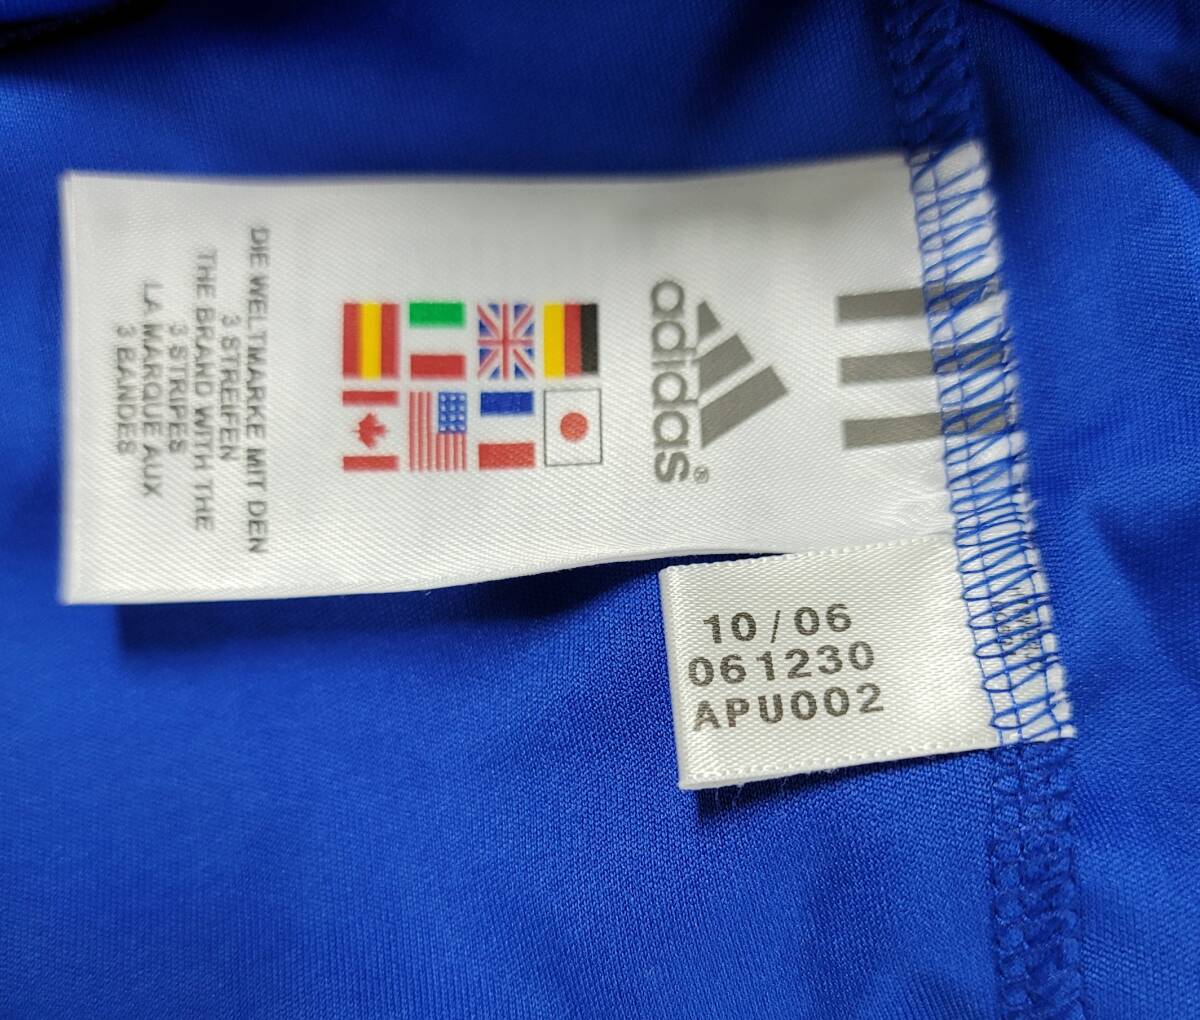 adidas®
DIE WELTMARKE MIT DEN
3 STREIFEN
THE BRAND WITH THE
3 STRIPES
LA MARQUE AUX
3 BANDES
10/06
061230
APU002